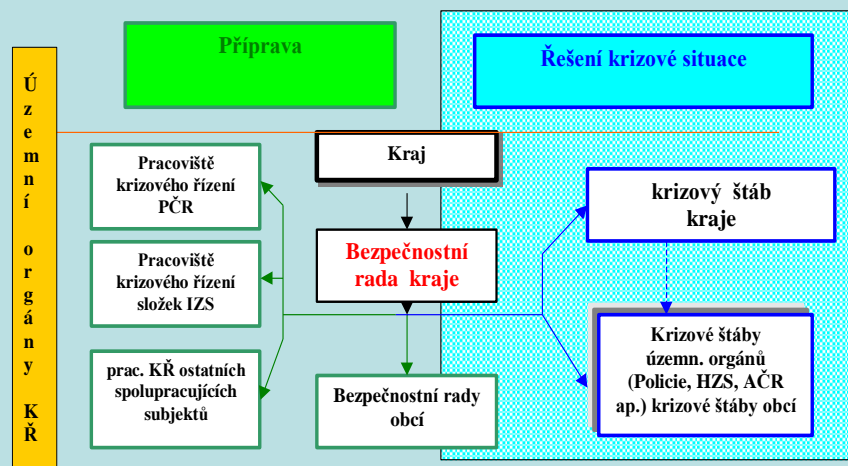 Příprava
Řešení krizové situace
Územní orgány KŘ
Kraj
Pracoviště
krizového řízení
PČR
krizový štáb
kraje
Bezpečnostní
rada kraje
Pracoviště
krizového řízení
složek IZS
Krizové štáby
územn. orgánů
(Policie, HZS, AČR
ap.) krizové štáby obcí
prac. KŘ ostatních
spolupracujících
subjektů
Bezpečnostní rady
obcí